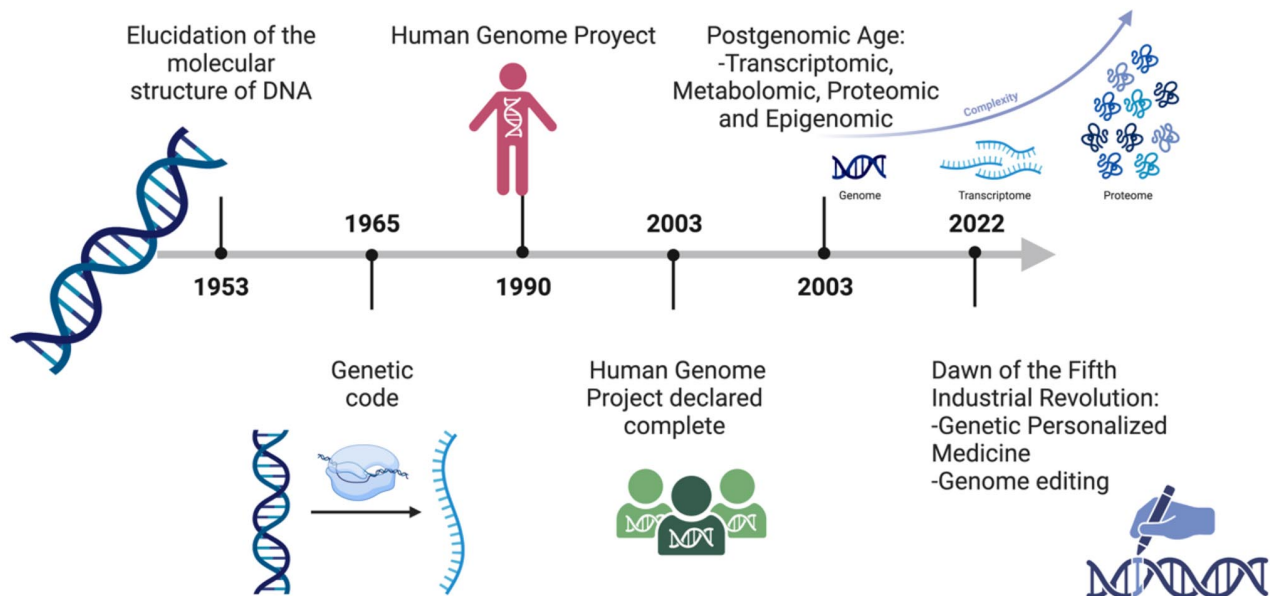 Elucidation of the
molecular
structure of DNA
Human Genome Proyect
Postgenomic Age:
-Transcriptomic,
Metabolomic, Proteomic
and Epigenomic
Complexity
Genome
Transcriptome
Proteome
1965
2003
2022
1953
1990
2003
Genetic
code
Human Genome
Project declared
complete
Dawn of the Fifth
Industrial Revolution:
-Genetic Personalized
Medicine
-Genome editing